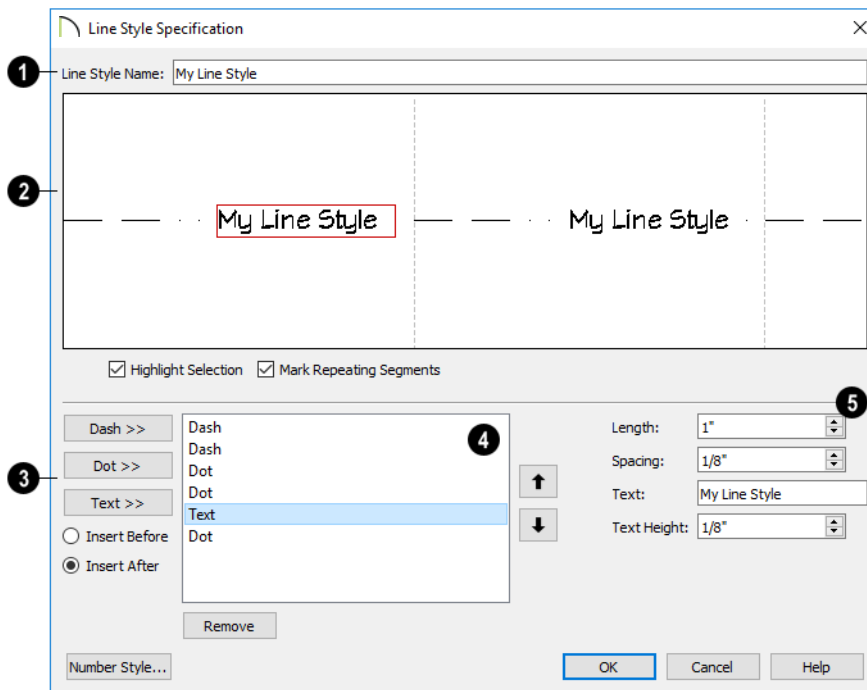 Line Style Specification
1
Line Style Name: My Line Style
2
My Line Style My Line Style
Highlight Selection Mark Repeating Segments
5
Dash >>
Dot >>
Text >>
3
Insert Before
Insert After
4
Dash
Dash
Dot
Dot
Text
Dot
Remove
Length: 1"
Spacing: 1/8"
Text: My Line Style
Text Height: 1/8"
Number Style...
OK Cancel Help